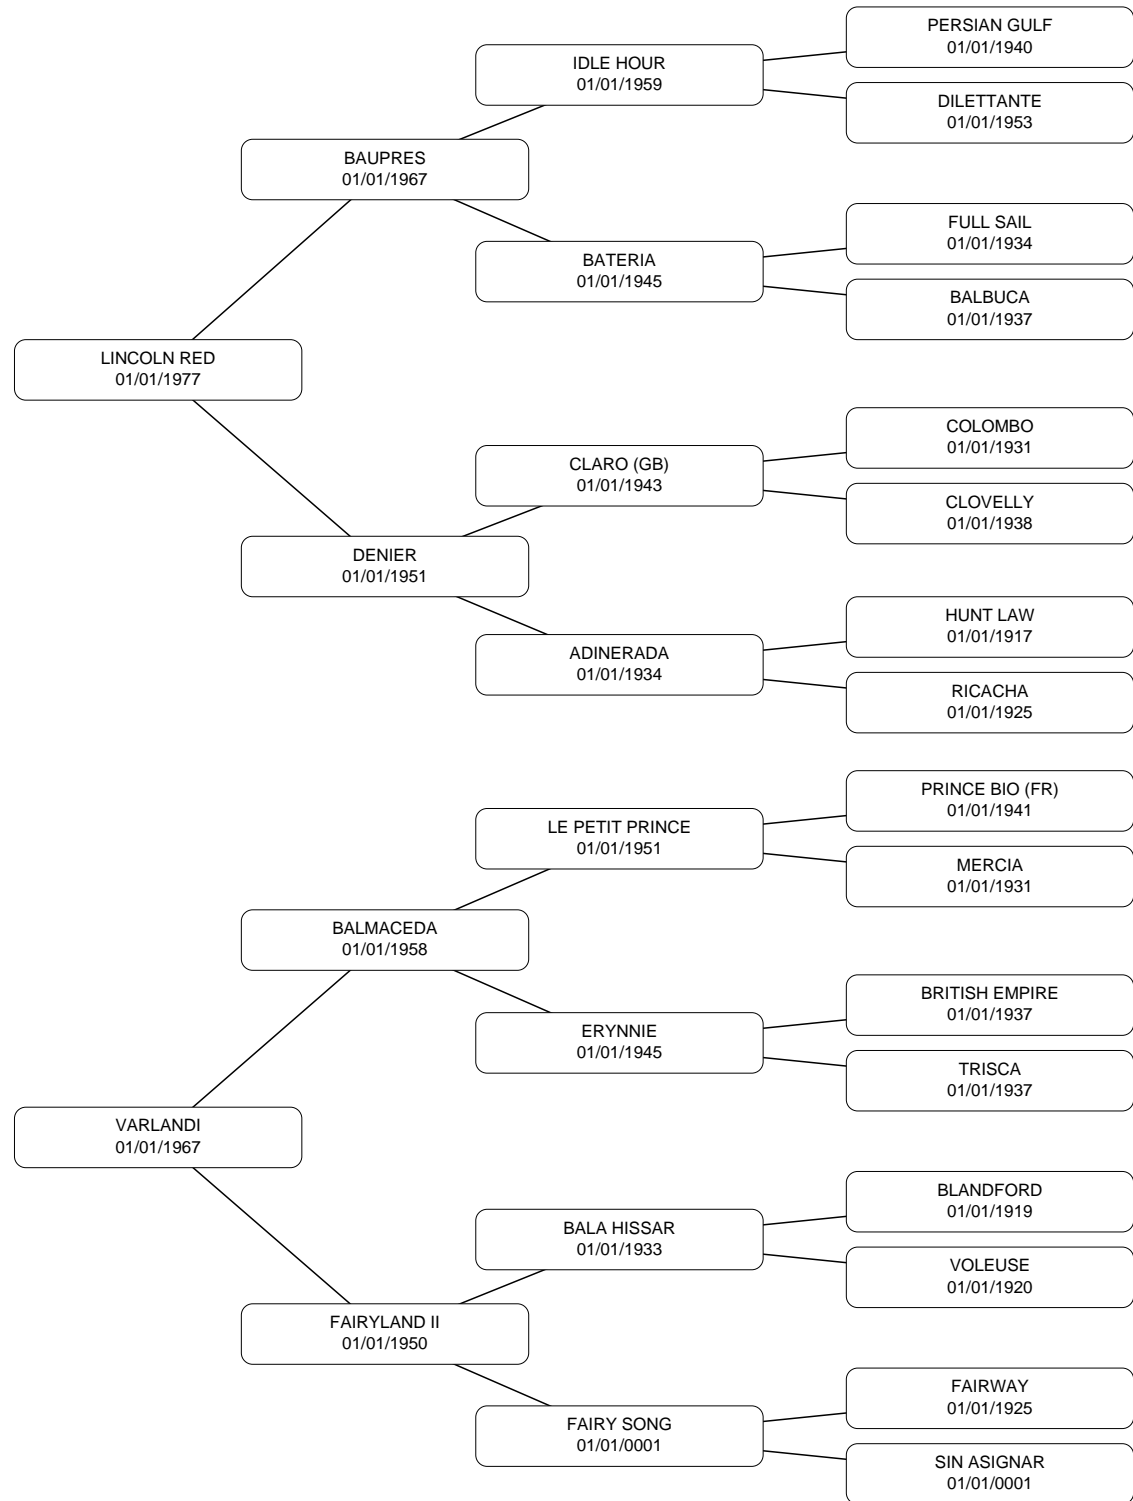 PERSIAN GULF
01/01/1940
IDLE HOUR
01/01/1959
DILETTANTE
01/01/1953
BAUPRES
01/01/1967
FULL SAIL
01/01/1934
BATERIA
01/01/1945
BALBUCA
01/01/1937
LINCOLN RED
01/01/1977
COLOMBO
01/01/1931
CLARO (GB)
01/01/1943
CLOVELLY
01/01/1938
DENIER
01/01/1951
HUNT LAW
01/01/1917
ADINERADA
01/01/1934
RICACHA
01/01/1925
PRINCE BIO (FR)
01/01/1941
LE PETIT PRINCE
01/01/1951
MERCIA
01/01/1931
BALMACEDA
01/01/1958
BRITISH EMPIRE
01/01/1937
ERYNNIE
01/01/1945
TRISCA
01/01/1937
VARLANDI
01/01/1967
BLANDFORD
01/01/1919
BALA HISSAR
01/01/1933
VOLEUSE
01/01/1920
FAIRYLAND II
01/01/1950
FAIRWAY
01/01/1925
FAIRY SONG
01/01/0001
SIN ASIGNAR
01/01/0001